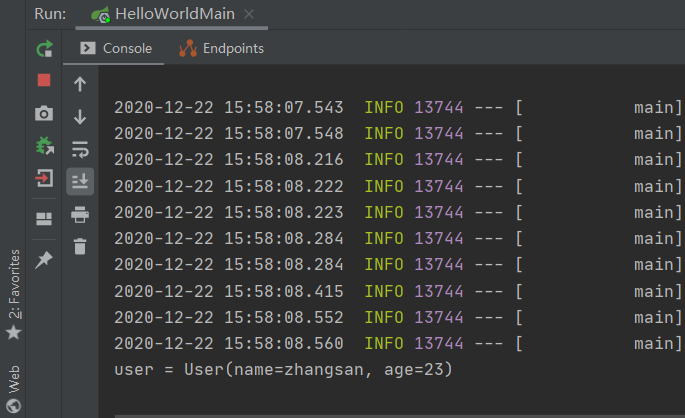 Run: HelloWorldMain
Console Endpoints
2020-12-22 15:58:07.543  INFO 13744 --- [           main]
2020-12-22 15:58:07.548  INFO 13744 --- [           main]
2020-12-22 15:58:08.216  INFO 13744 --- [           main]
2020-12-22 15:58:08.222  INFO 13744 --- [           main]
2020-12-22 15:58:08.223  INFO 13744 --- [           main]
2020-12-22 15:58:08.284  INFO 13744 --- [           main]
2020-12-22 15:58:08.284  INFO 13744 --- [           main]
2020-12-22 15:58:08.415  INFO 13744 --- [           main]
2020-12-22 15:58:08.552  INFO 13744 --- [           main]
2020-12-22 15:58:08.560  INFO 13744 --- [           main]
user = User(name=zhangsan, age=23)
2: Favorites
Web